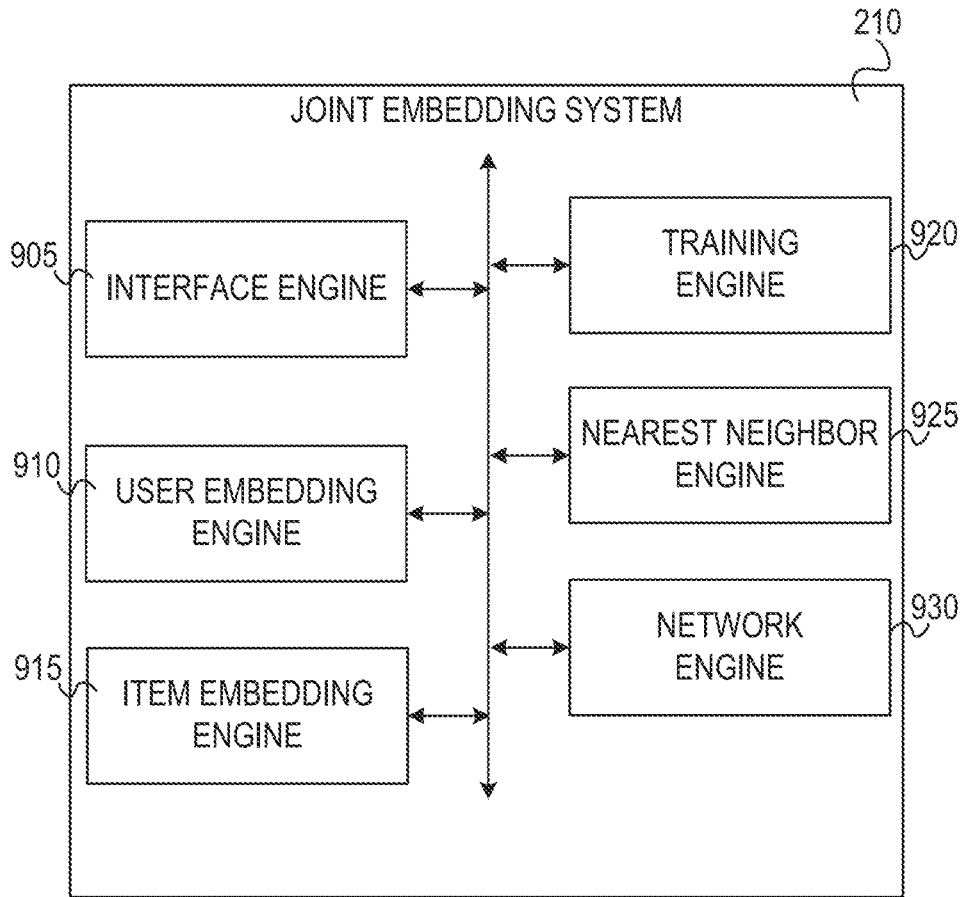 210
JOINT EMBEDDING SYSTEM
905
INTERFACE ENGINE
910
USER EMBEDDING
ENGINE
915
ITEM EMBEDDING
ENGINE
TRAINING
ENGINE
920
NEAREST NEIGHBOR
ENGINE
925
NETWORK
ENGINE
930